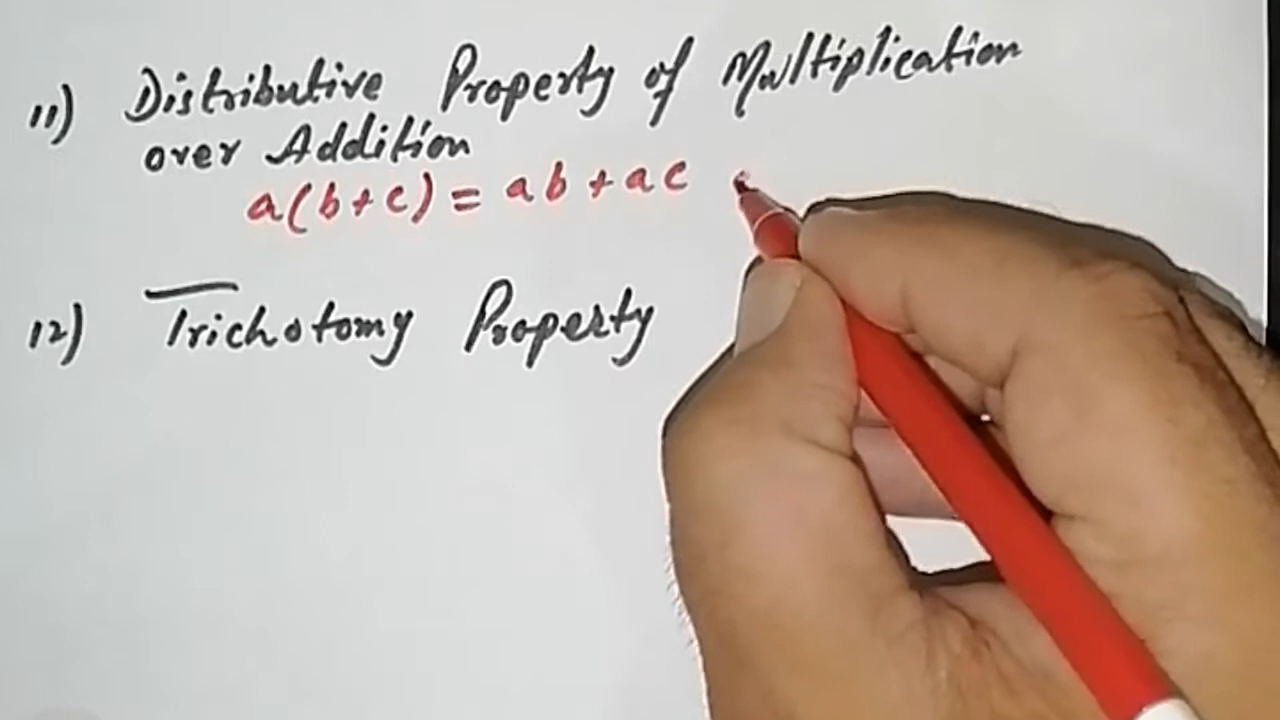 11) Distributive Property of Multiplication
over Addition
a(b+c) = ab + ac
12) Trichotomy Property